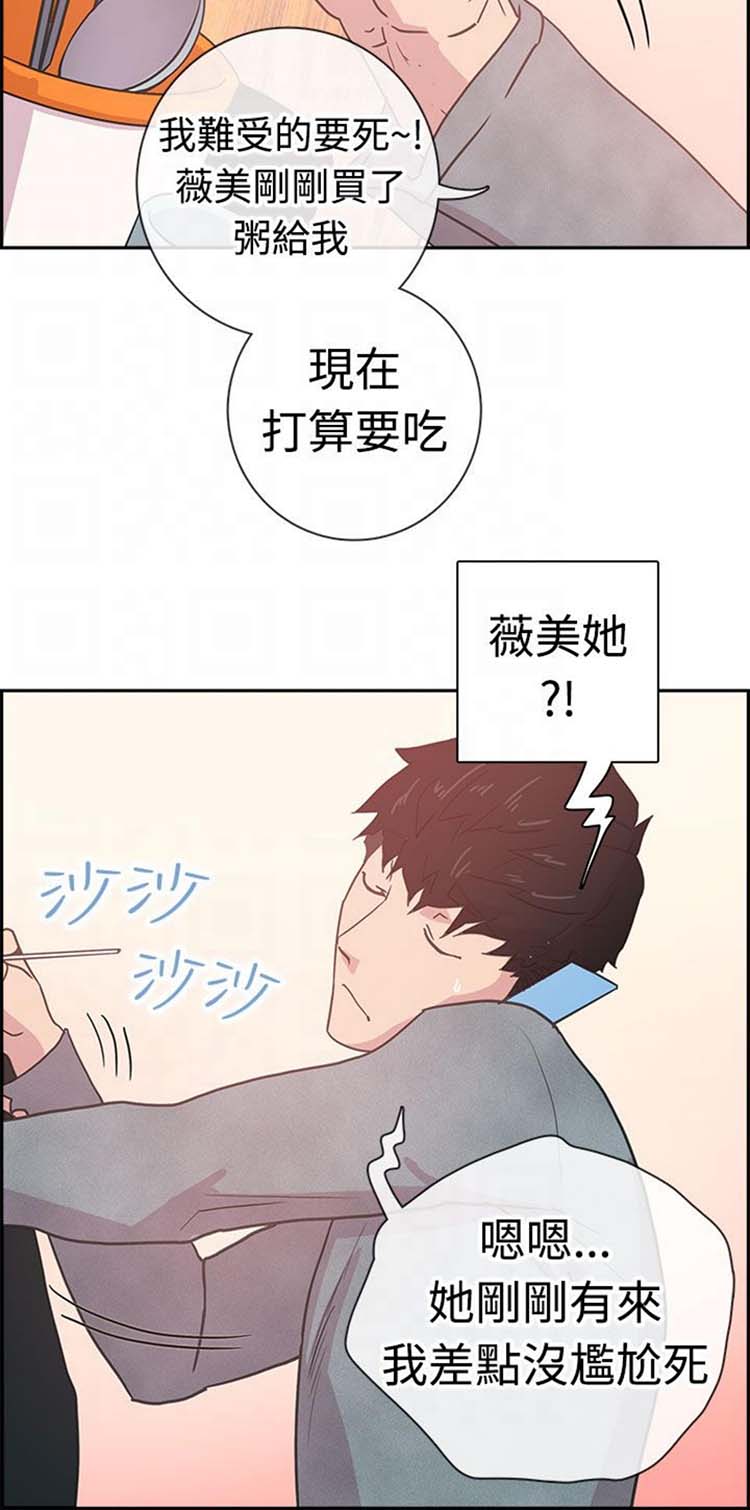 我難受的要死~!
薇美剛剛買了
粥給我
現在
打算要吃
薇美她
?!
沙沙
沙沙
嗯嗯...
她剛剛有來
我差點沒尷尬死